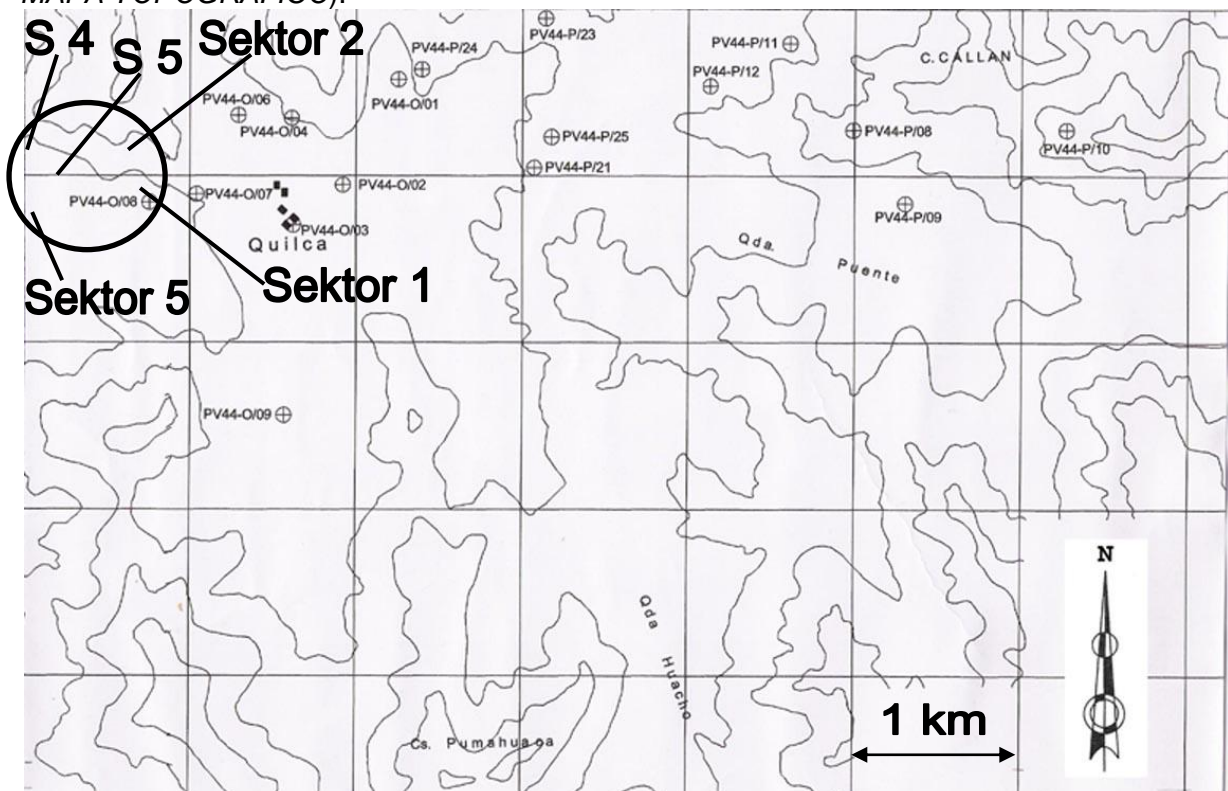 MAPA TOPOGRÁFICO).
S 4
S 5
Sektor 2
PV44-P/24
PV44-P/23
PV44-P/11
C. CALLAN
PV44-P/12
PV44-O/06
PV44-O/01
PV44-O/04
PV44-P/25
PV44-P/08
PV44-P/10
PV44-P/21
PV44-O/08
PV44-O/07
PV44-O/02
PV44-P/09
PV44-O/03
Quilca
Qda. Puente
Sektor 5
Sektor 1
PV44-O/09
N
Qda Huacho
1 km
Cs. Pumahuaca